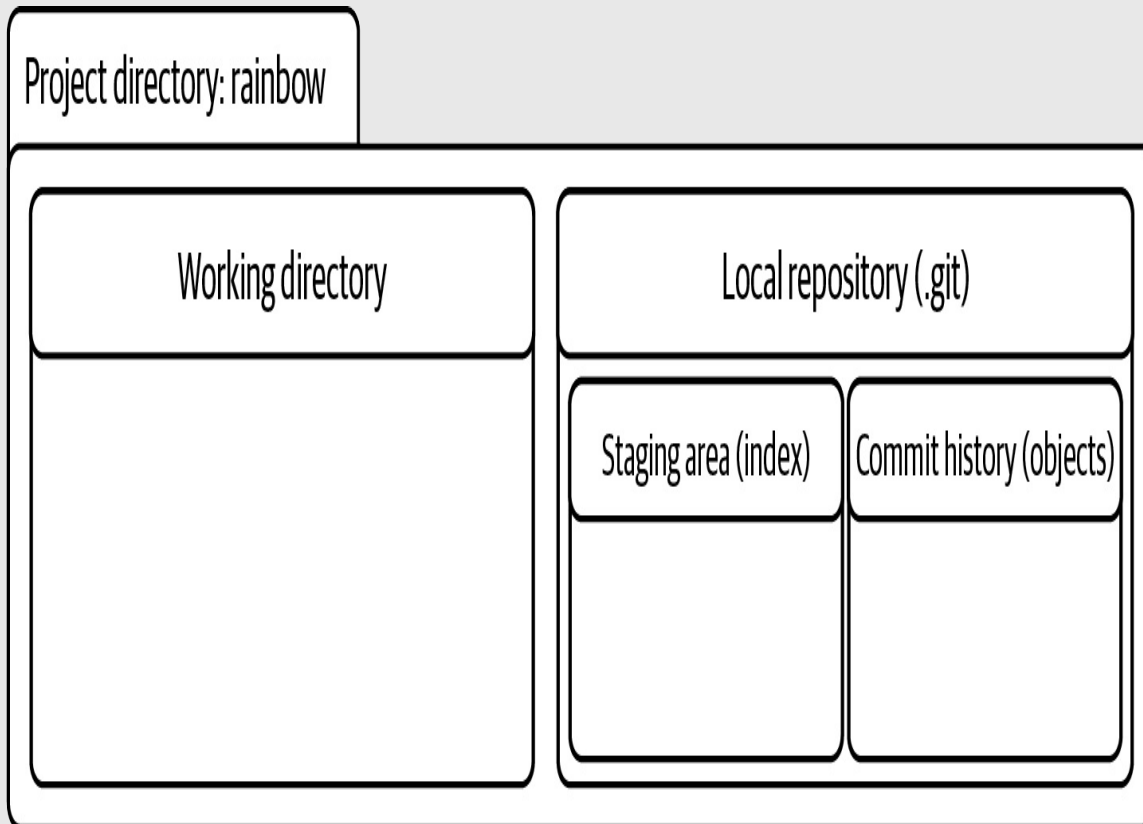 Project directory: rainbow
Working directory
Local repository (.git)
Staging area (index)
Commit history (objects)